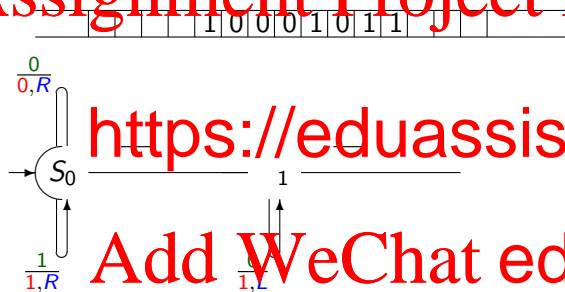 Assignment Project
1 0 0 0 1 0 1 1
0
0,R
https://eduassis
S0
1
1
1,R
1,L
Add WeChat ed